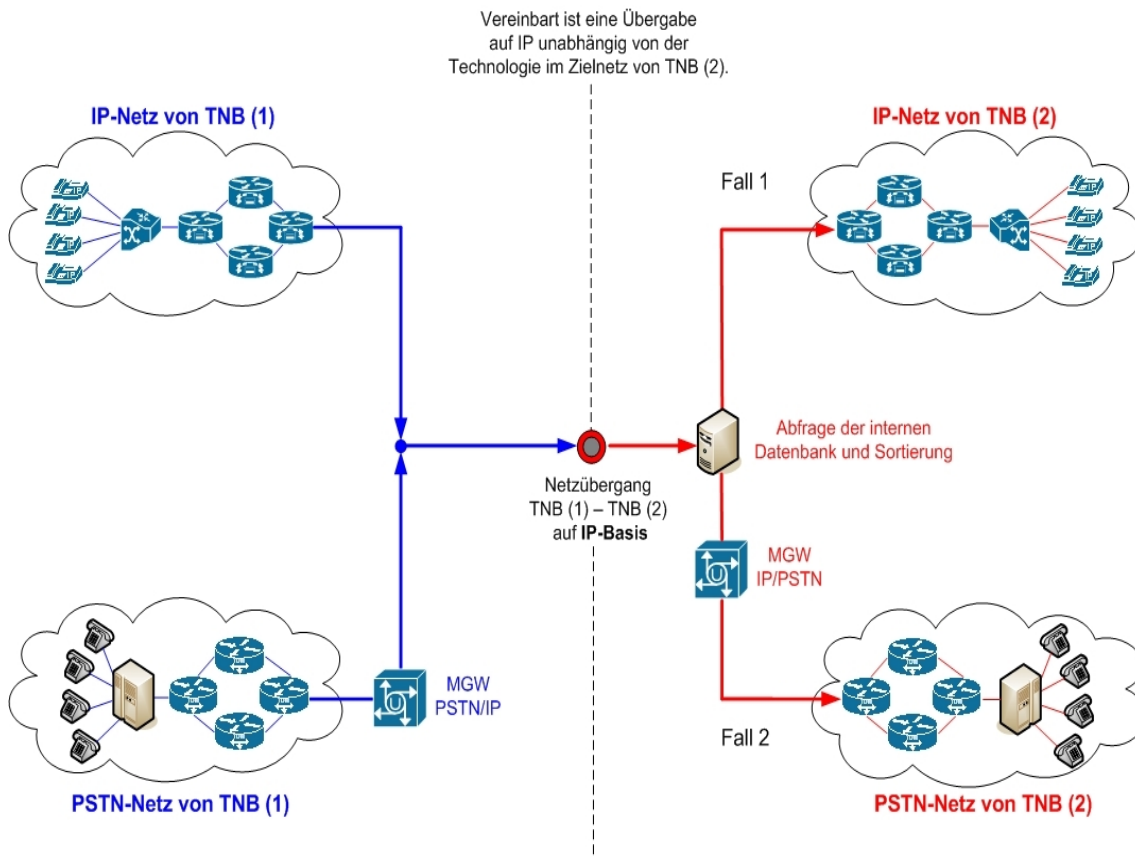 Vereinbart ist eine Übergabe
auf IP unabhängig von der
Technologie im Zielnetz von TNB (2).
IP-Netz von TNB (1)
IP-Netz von TNB (2)
Fall 1
Abfrage der internen
Datenbank und Sortierung
Netzübergang
TNB (1) – TNB (2)
auf IP-Basis
MGW
IP/PSTN
MGW
PSTN/IP
Fall 2
PSTN-Netz von TNB (1)
PSTN-Netz von TNB (2)